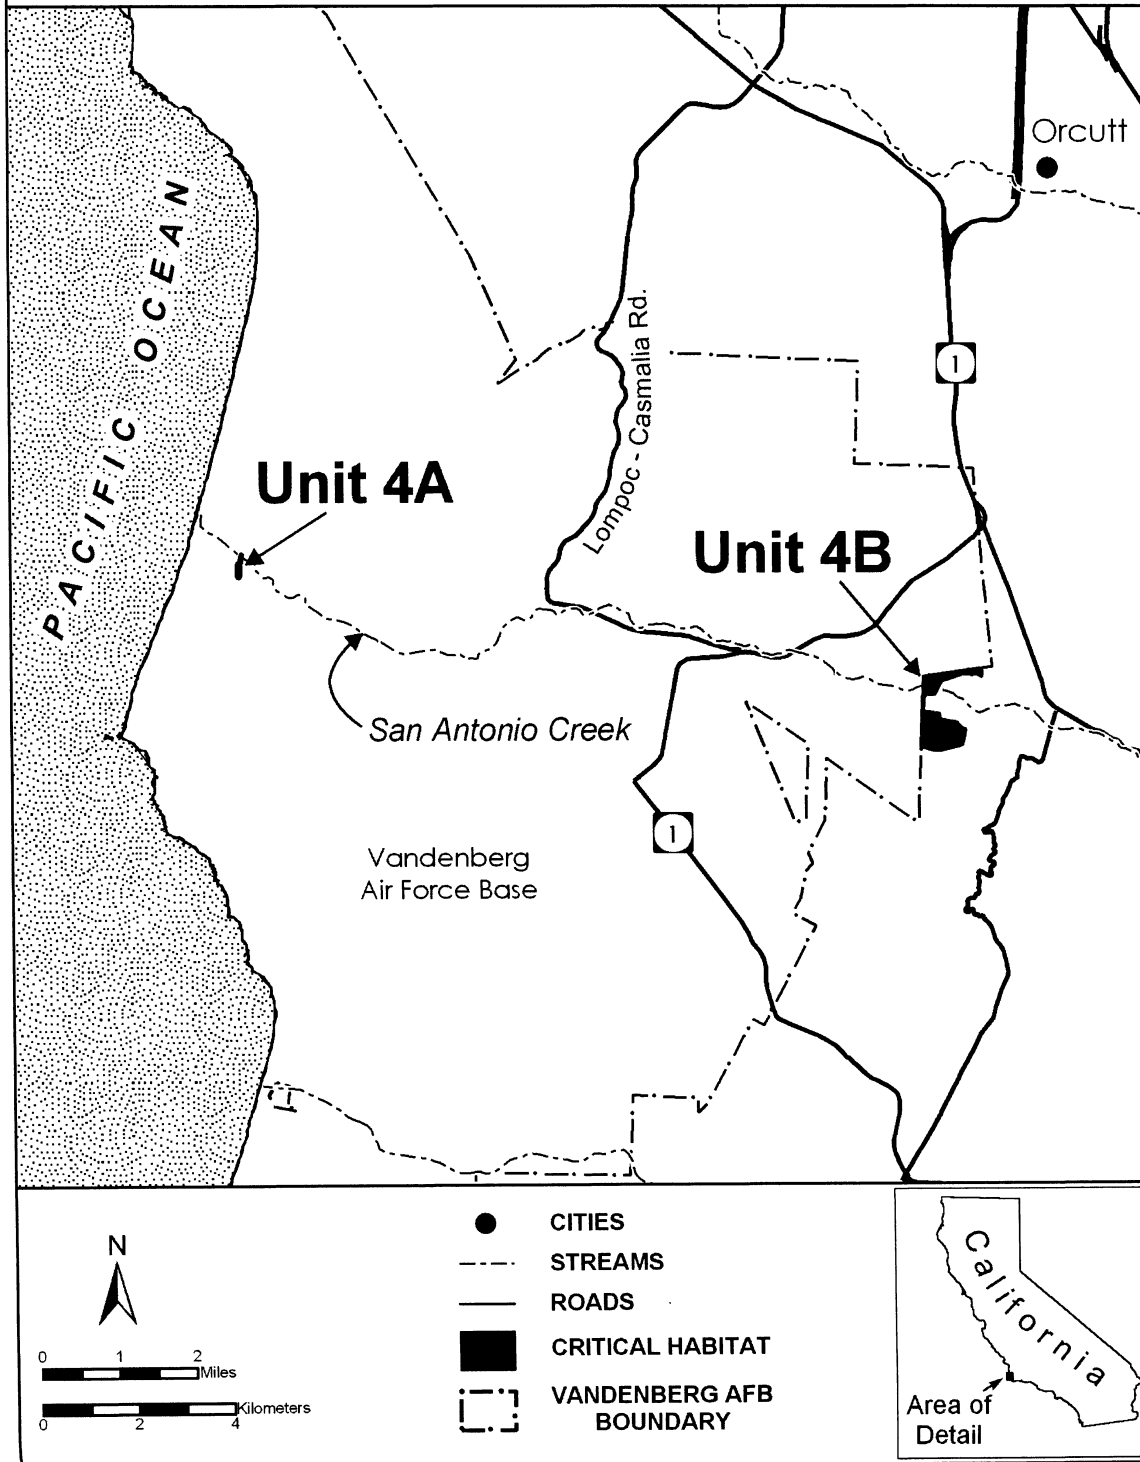 Orcutt
PACIFIC OCEAN
Lompoc - Casmalia Rd.
1
Unit 4A
Unit 4B
San Antonio Creek
1
Vandenberg
Air Force Base
N
0 1 2
Miles
Kilometers
0 2 4
CITIES
STREAMS
ROADS
CRITICAL HABITAT
VANDENBERG AFB
BOUNDARY
California
Area of
Detail